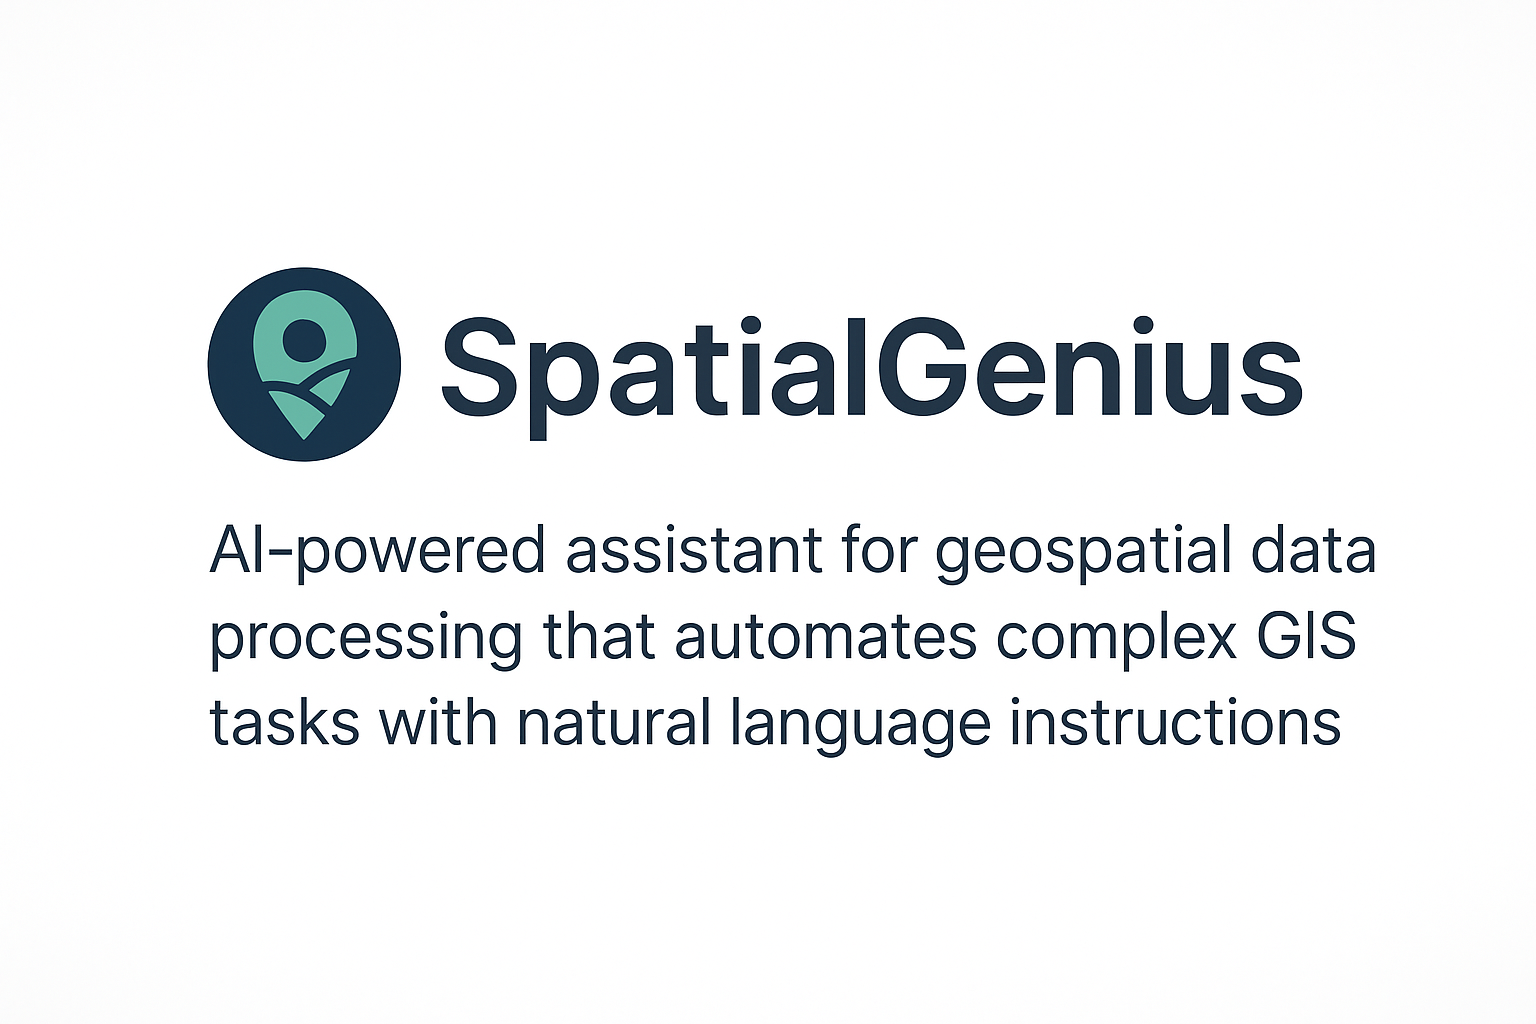 SpatialGenius
AI-powered assistant for geospatial data
processing that automates complex GIS
tasks with natural language instructions